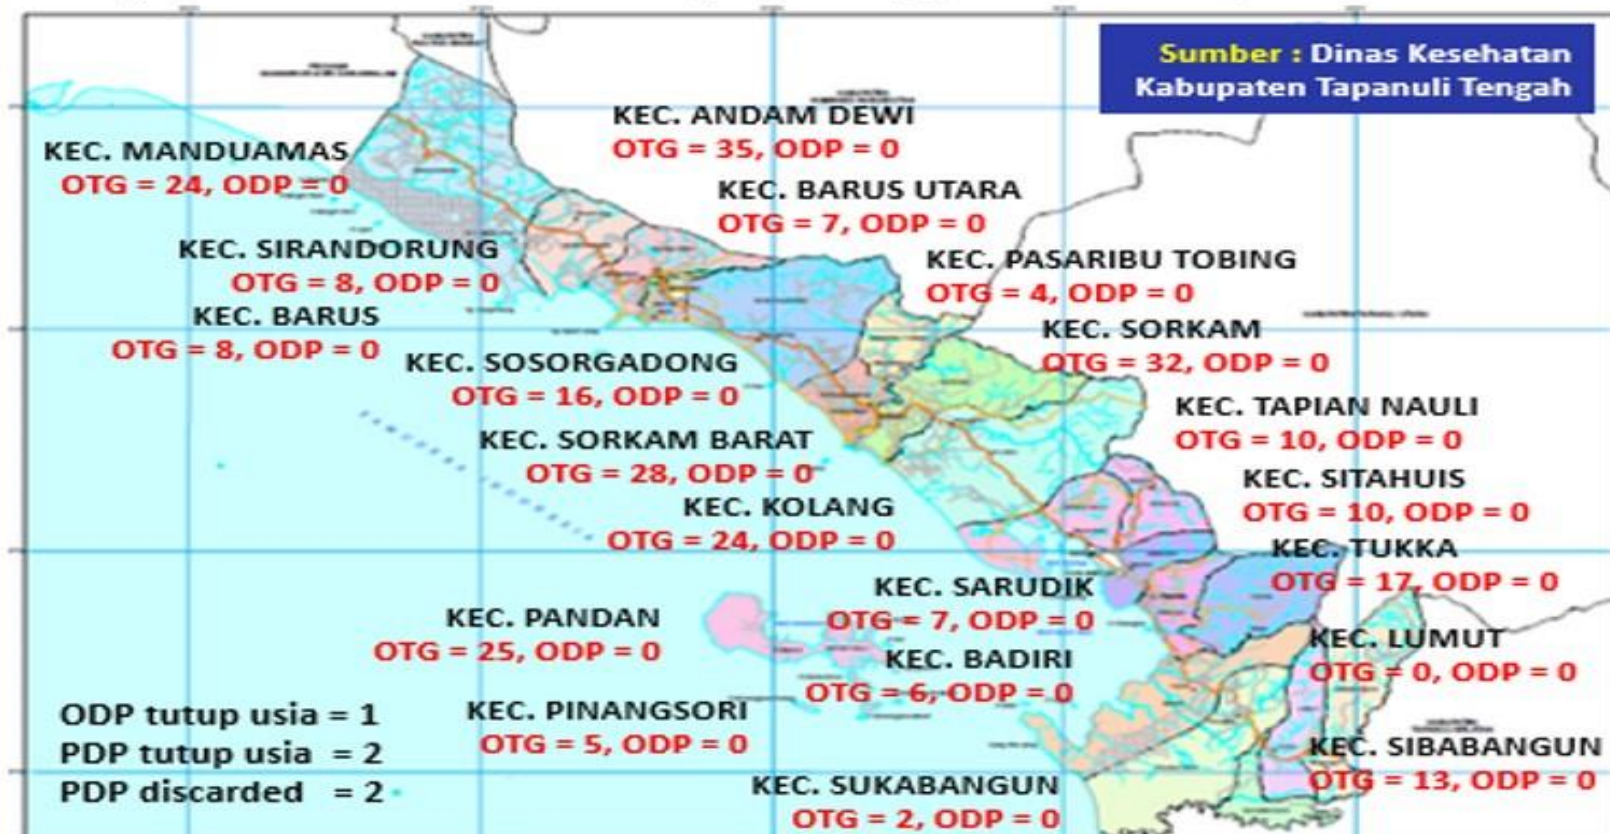 Sumber : Dinas Kesehatan
Kabupaten Tapanuli Tengah
KEC. ANDAM DEWI
OTG = 35, ODP = 0
KEC. MANDUAMAS
OTG = 24, ODP = 0
KEC. BARUS UTARA
OTG = 7, ODP = 0
KEC. SIRANDORUNG
OTG = 8, ODP = 0
KEC. PASARIBU TOBING
OTG = 4, ODP = 0
KEC. BARUS
OTG = 8, ODP = 0
KEC. SORKAM
OTG = 32, ODP = 0
KEC. SOSORGADONG
OTG = 16, ODP = 0
KEC. TAPIAN NAULI
OTG = 10, ODP = 0
KEC. SORKAM BARAT
OTG = 28, ODP = 0
KEC. SITAHUIS
OTG = 10, ODP = 0
KEC. KOLANG
OTG = 24, ODP = 0
KEC. TUKKA
OTG = 17, ODP = 0
KEC. SARUDIK
OTG = 7, ODP = 0
KEC. PANDAN
OTG = 25, ODP = 0
KEC. LUMUT
OTG = 0, ODP = 0
KEC. BADIRI
OTG = 6, ODP = 0
KEC. PINANGSORI
OTG = 5, ODP = 0
KEC. SIBABANGUN
OTG = 13, ODP = 0
KEC. SUKABANGUN
OTG = 2, ODP = 0
ODP tutup usia = 1
PDP tutup usia = 2
PDP discarded = 2